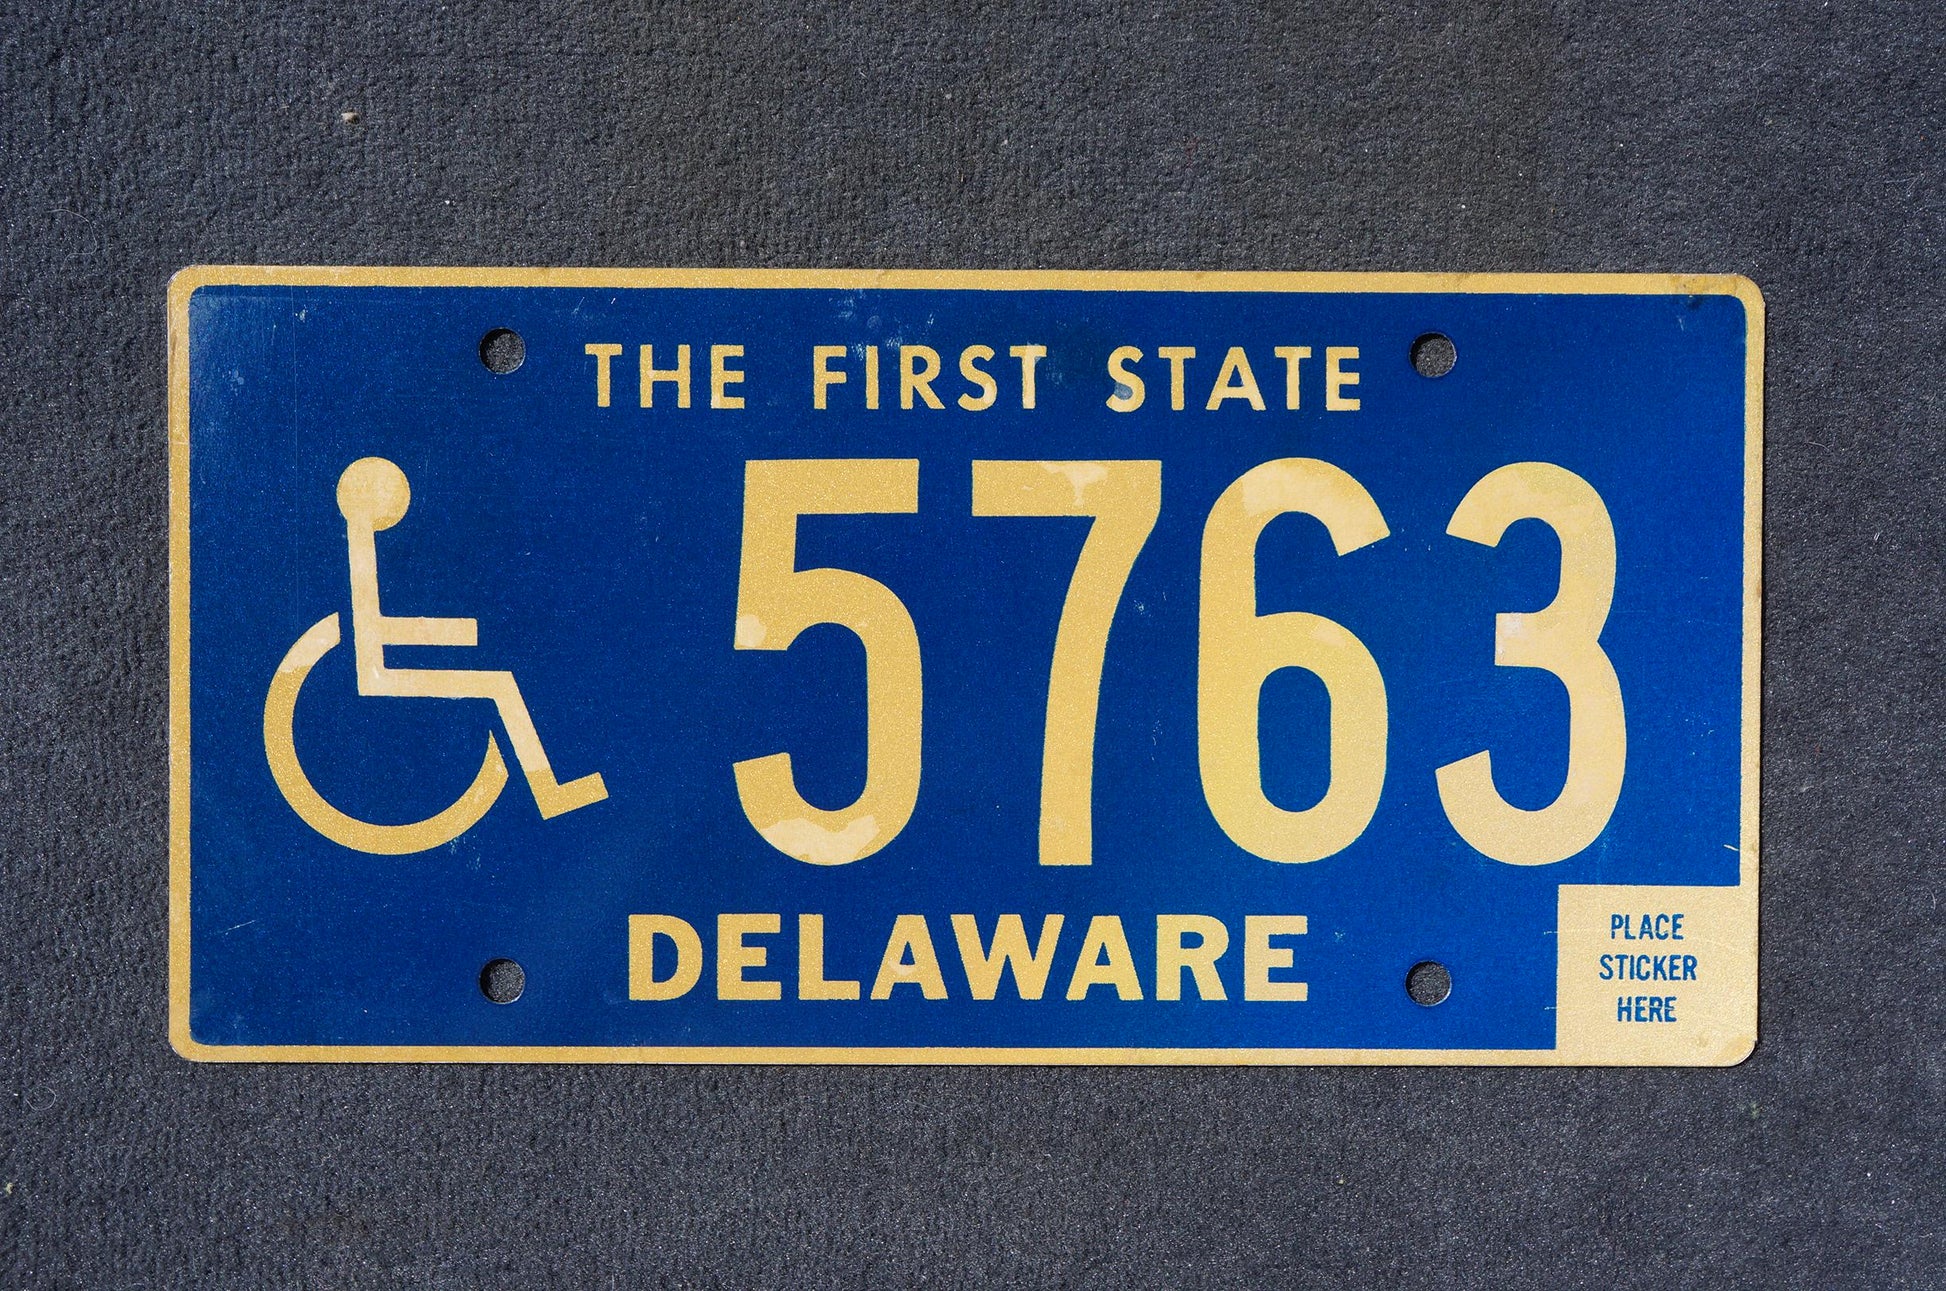 THE FIRST STATE
5763
DELAWARE
PLACE
STICKER
HERE